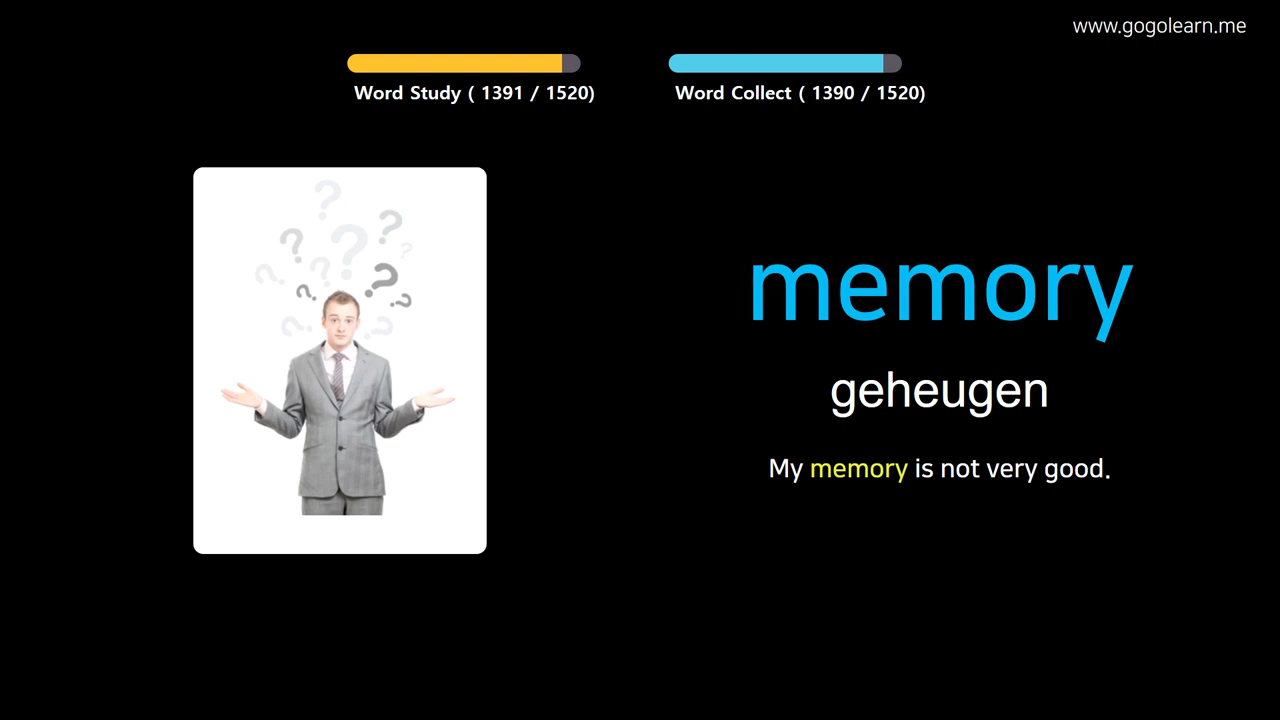 www.gogolearn.me
Word Study ( 1391 / 1520)
Word Collect ( 1390 / 1520)
memory
geheugen
My memory is not very good.